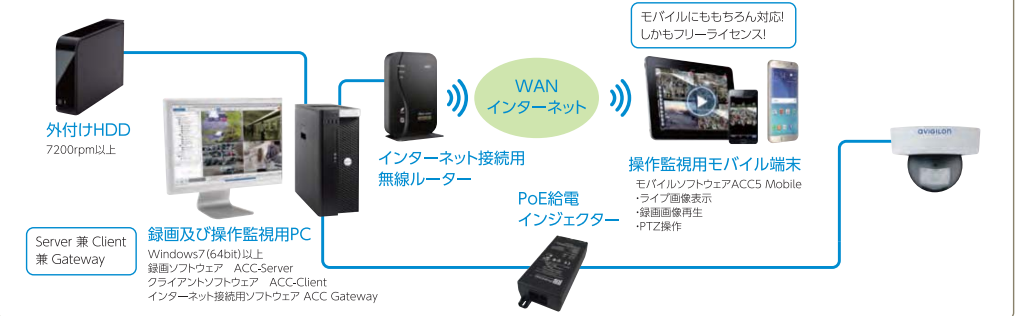 モバイルにももちろん対応!
しかもフリーライセンス!
WAN
インターネット
外付けHDD
7200rpm以上
インターネット接続用
無線ルーター
操作監視用モバイル端末
モバイルソフトウェアACC5 Mobile
・ライブ画像表示
・録画画像再生
・PTZ操作
AVIGILON
PoE給電
インジェクター
Server 兼 Client
兼 Gateway
録画及び操作監視用PC
Windows7(64bit)以上
録画ソフトウェア ACC-Server
クライアントソフトウェア ACC-Client
インターネット接続用ソフトウェア ACC Gateway